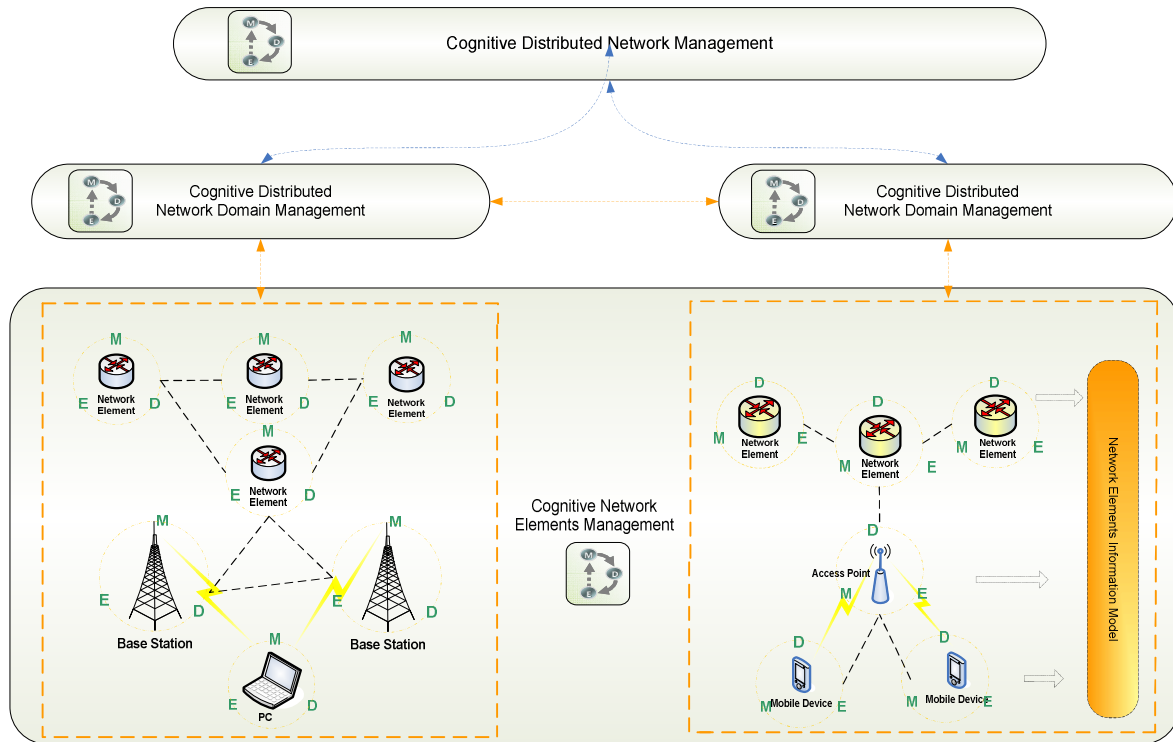 M
D
E
Cognitive Distributed Network Management
M
D
E
Cognitive Distributed
Network Domain Management
M
D
E
Cognitive Distributed
Network Domain Management
M
E
D
Network
Element
M
E
D
Network
Element
M
E
D
Network
Element
M
E
D
Network
Element
M
E
D
Base Station
M
E
D
Base Station
M
E
D
PC
Cognitive Network
Elements Management
M
D
E
D
M
E
Network
Element
D
M
E
Network
Element
D
M
E
Network
Element
D
Access Point
M
E
D
M
E
Mobile Device
D
M
E
Mobile Device
Network Elements Information Model